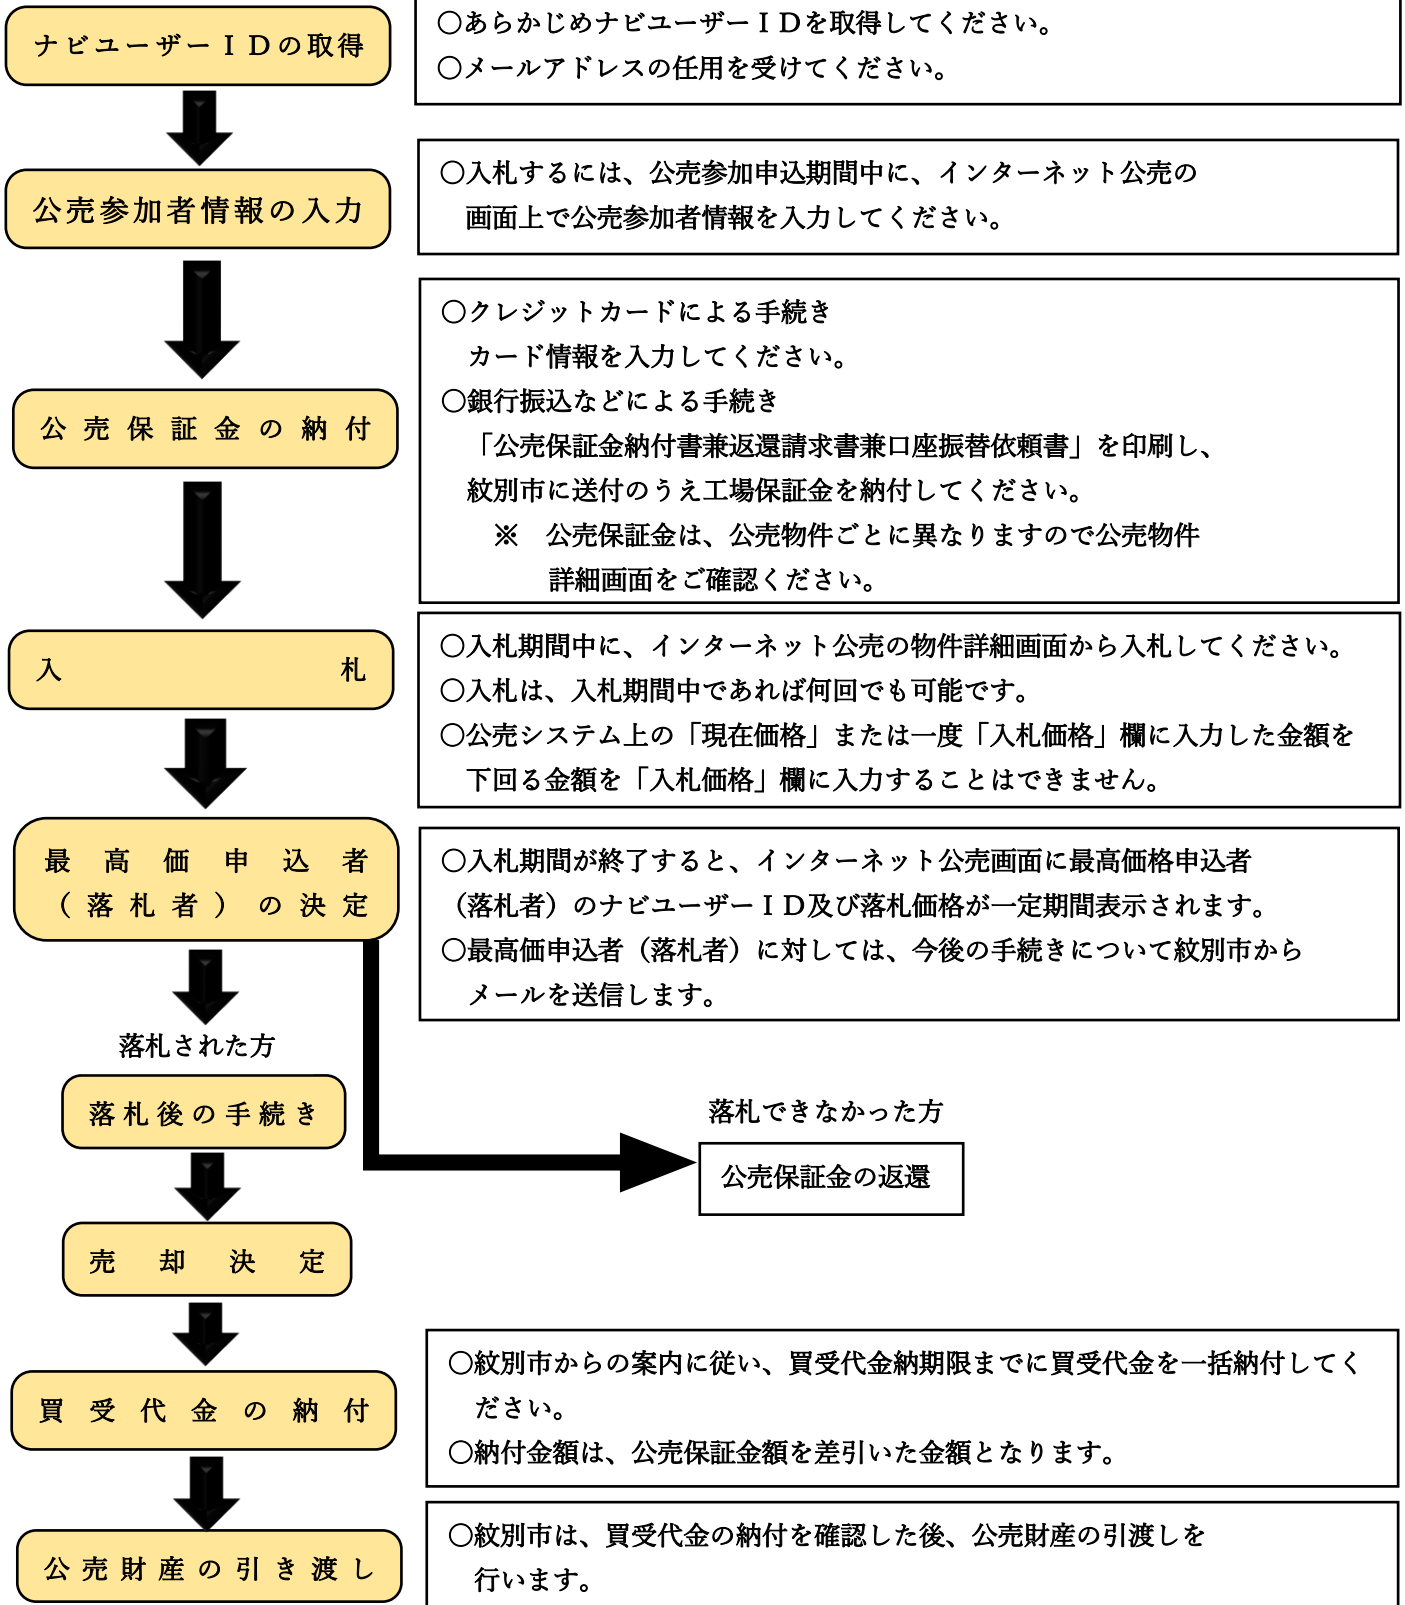 ナビユーザーＩＤの取得
〇あらかじめナビユーザーＩＤを取得してください。
〇メールアドレスの任用を受けてください。
公売参加者情報の入力
〇入札するには、公売参加申込期間中に、インターネット公売の
画面上で公売参加者情報を入力してください。
公売保証金の納付
〇クレジットカードによる手続き
カード情報を入力してください。
〇銀行振込などによる手続き
「公売保証金納付書兼返還請求書兼口座振替依頼書」を印刷し、
紋別市に送付のうえ工場保証金を納付してください。
※　公売保証金は、公売物件ごとに異なりますので公売物件
詳細画面をご確認ください。
入　札
〇入札期間中に、インターネット公売の物件詳細画面から入札してください。
〇入札は、入札期間中であれば何回でも可能です。
〇公売システム上の「現在価格」または一度「入札価格」欄に入力した金額を
下回る金額を「入札価格」欄に入力することはできません。
最高価申込者
（落札者）の決定
〇入札期間が終了すると、インターネット公売画面に最高価格申込者
（落札者）のナビユーザーＩＤ及び落札価格が一定期間表示されます。
〇最高価申込者（落札者）に対しては、今後の手続きについて紋別市から
メールを送信します。
落札された方
落札後の手続き
落札できなかった方
公売保証金の返還
売却決定
買受代金の納付
〇紋別市からの案内に従い、買受代金納期限までに買受代金を一括納付してく
ださい。
〇納付金額は、公売保証金額を差引いた金額となります。
公売財産の引き渡し
〇紋別市は、買受代金の納付を確認した後、公売財産の引渡しを
行います。